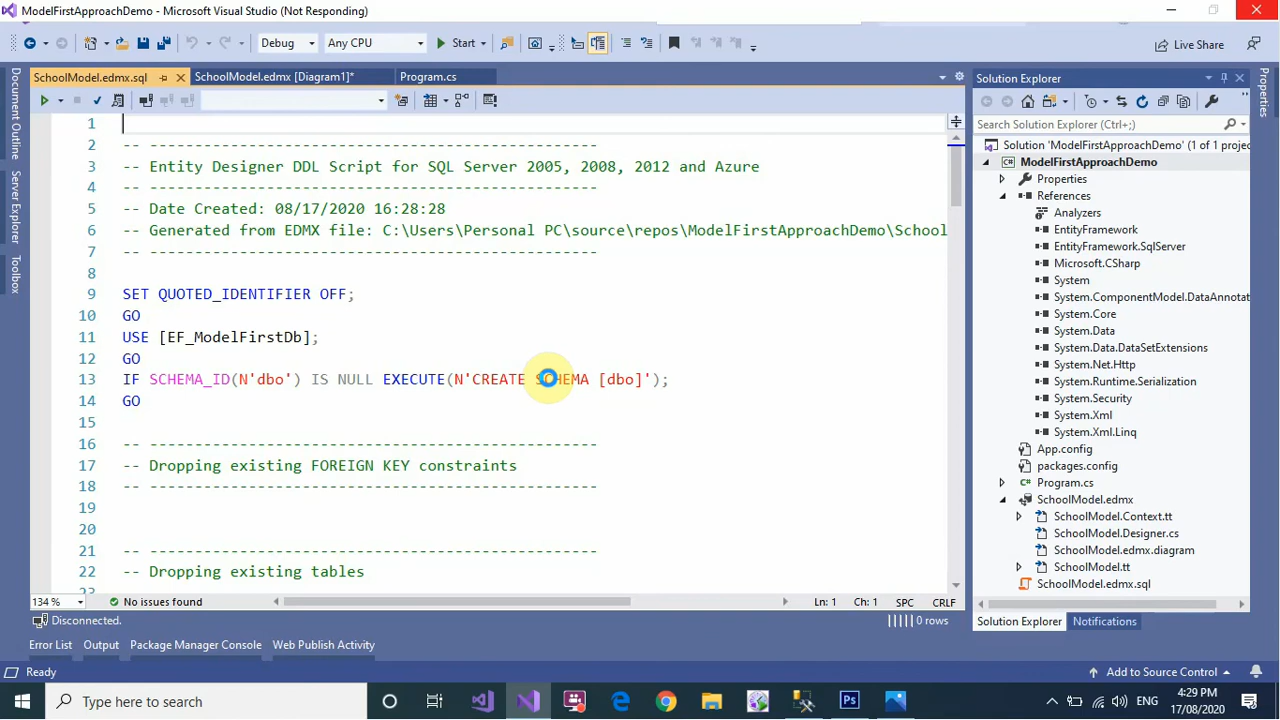 ModelFirstApproachDemo - Microsoft Visual Studio (Not Responding)
Debug
Any CPU
Start
Live Share
SchoolModel.edmx.sql
SchoolModel.edmx [Diagram1]*
Program.cs
Document Outline
Server Explorer
Toolbox
1
2 -- ---------------------------------------------------
3 -- Entity Designer DDL Script for SQL Server 2005, 2008, 2012 and Azure
4 -- ---------------------------------------------------
5 -- Date Created: 08/17/2020 16:28:28
6 -- Generated from EDMX file: C:\Users\Personal PC\source\repos\ModelFirstApproachDemo\School
7 -- ---------------------------------------------------
8
9 SET QUOTED_IDENTIFIER OFF;
10 GO
11 USE [EF_ModelFirstDb];
12 GO
13 IF SCHEMA_ID(N'dbo') IS NULL EXECUTE(N'CREATE SCHEMA [dbo]');
14 GO
15
16 -- ---------------------------------------------------
17 -- Dropping existing FOREIGN KEY constraints
18 -- ---------------------------------------------------
19
20
21 -- ---------------------------------------------------
22 -- Dropping existing tables
23
134 %
No issues found
Ln: 1
Ch: 1
SPC
CRLF
Disconnected.
0 rows
Error List
Output
Package Manager Console
Web Publish Activity
Solution Explorer
Search Solution Explorer (Ctrl+;)
Solution 'ModelFirstApproachDemo' (1 of 1 projec
ModelFirstApproachDemo
Properties
References
Analyzers
EntityFramework
EntityFramework.SqlServer
Microsoft.CSharp
System
System.ComponentModel.DataAnnotat
System.Core
System.Data
System.Data.DataSetExtensions
System.Net.Http
System.Runtime.Serialization
System.Security
System.Xml
System.Xml.Linq
App.config
packages.config
Program.cs
SchoolModel.edmx
SchoolModel.Context.tt
SchoolModel.Designer.cs
SchoolModel.edmx.diagram
SchoolModel.tt
SchoolModel.edmx.sql
Solution Explorer
Notifications
Properties
Ready
Add to Source Control
Type here to search
ENG
4:29 PM
17/08/2020